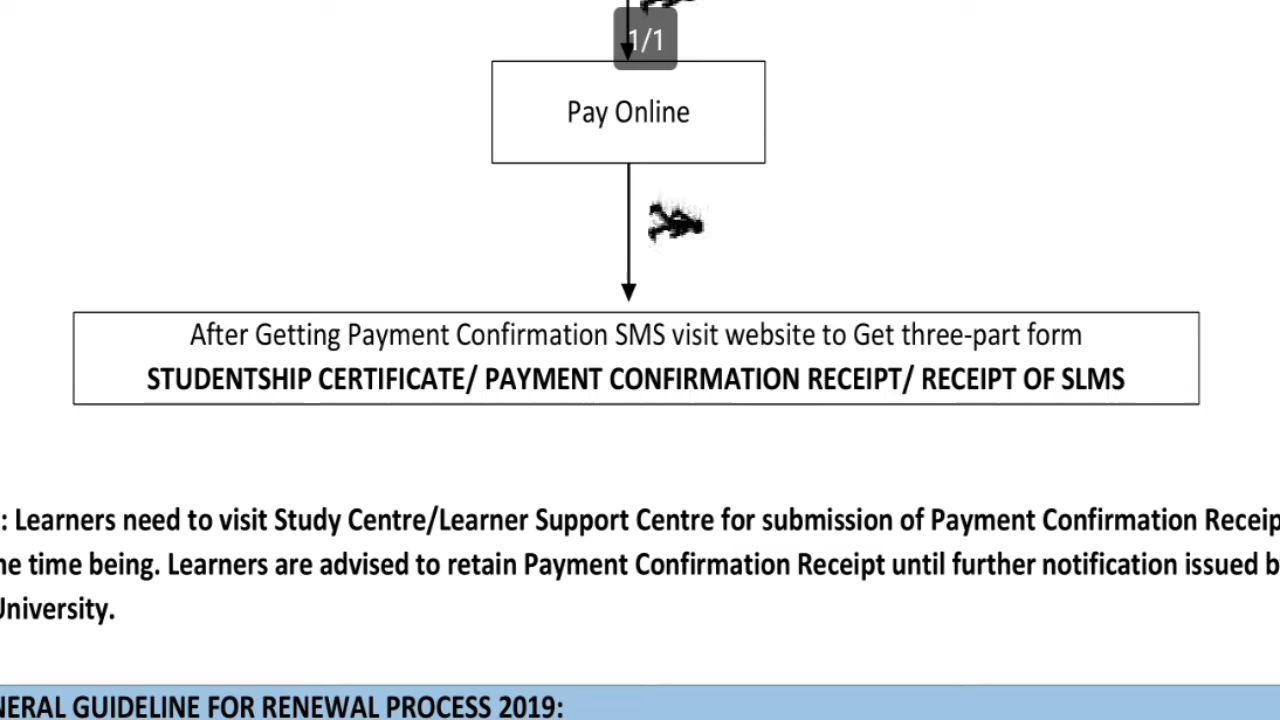 1/1
Pay Online
After Getting Payment Confirmation SMS visit website to Get three-part form
STUDENTSHIP CERTIFICATE/ PAYMENT CONFIRMATION RECEIPT/ RECEIPT OF SLMS
: Learners need to visit Study Centre/Learner Support Centre for submission of Payment Confirmation Receip
he time being. Learners are advised to retain Payment Confirmation Receipt until further notification issued b
University.
NERAL GUIDELINE FOR RENEWAL PROCESS 2019: